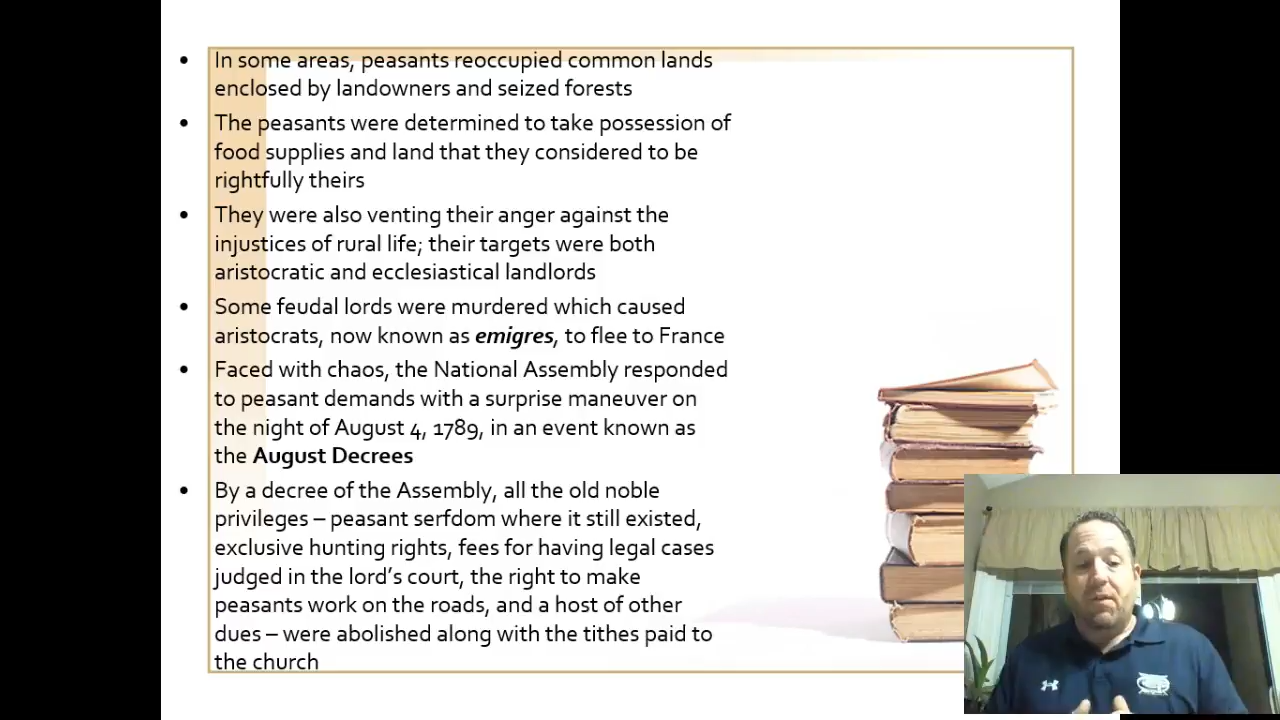 • In some areas, peasants reoccupied common lands
enclosed by landowners and seized forests
• The peasants were determined to take possession of
food supplies and land that they considered to be
rightfully theirs
• They were also venting their anger against the
injustices of rural life; their targets were both
aristocratic and ecclesiastical landlords
• Some feudal lords were murdered which caused
aristocrats, now known as emigres, to flee to France
• Faced with chaos, the National Assembly responded
to peasant demands with a surprise maneuver on
the night of August 4, 1789, in an event known as
the August Decrees
• By a decree of the Assembly, all the old noble
privileges – peasant serfdom where it still existed,
exclusive hunting rights, fees for having legal cases
judged in the lord's court, the right to make
peasants work on the roads, and a host of other
dues – were abolished along with the tithes paid to
the church